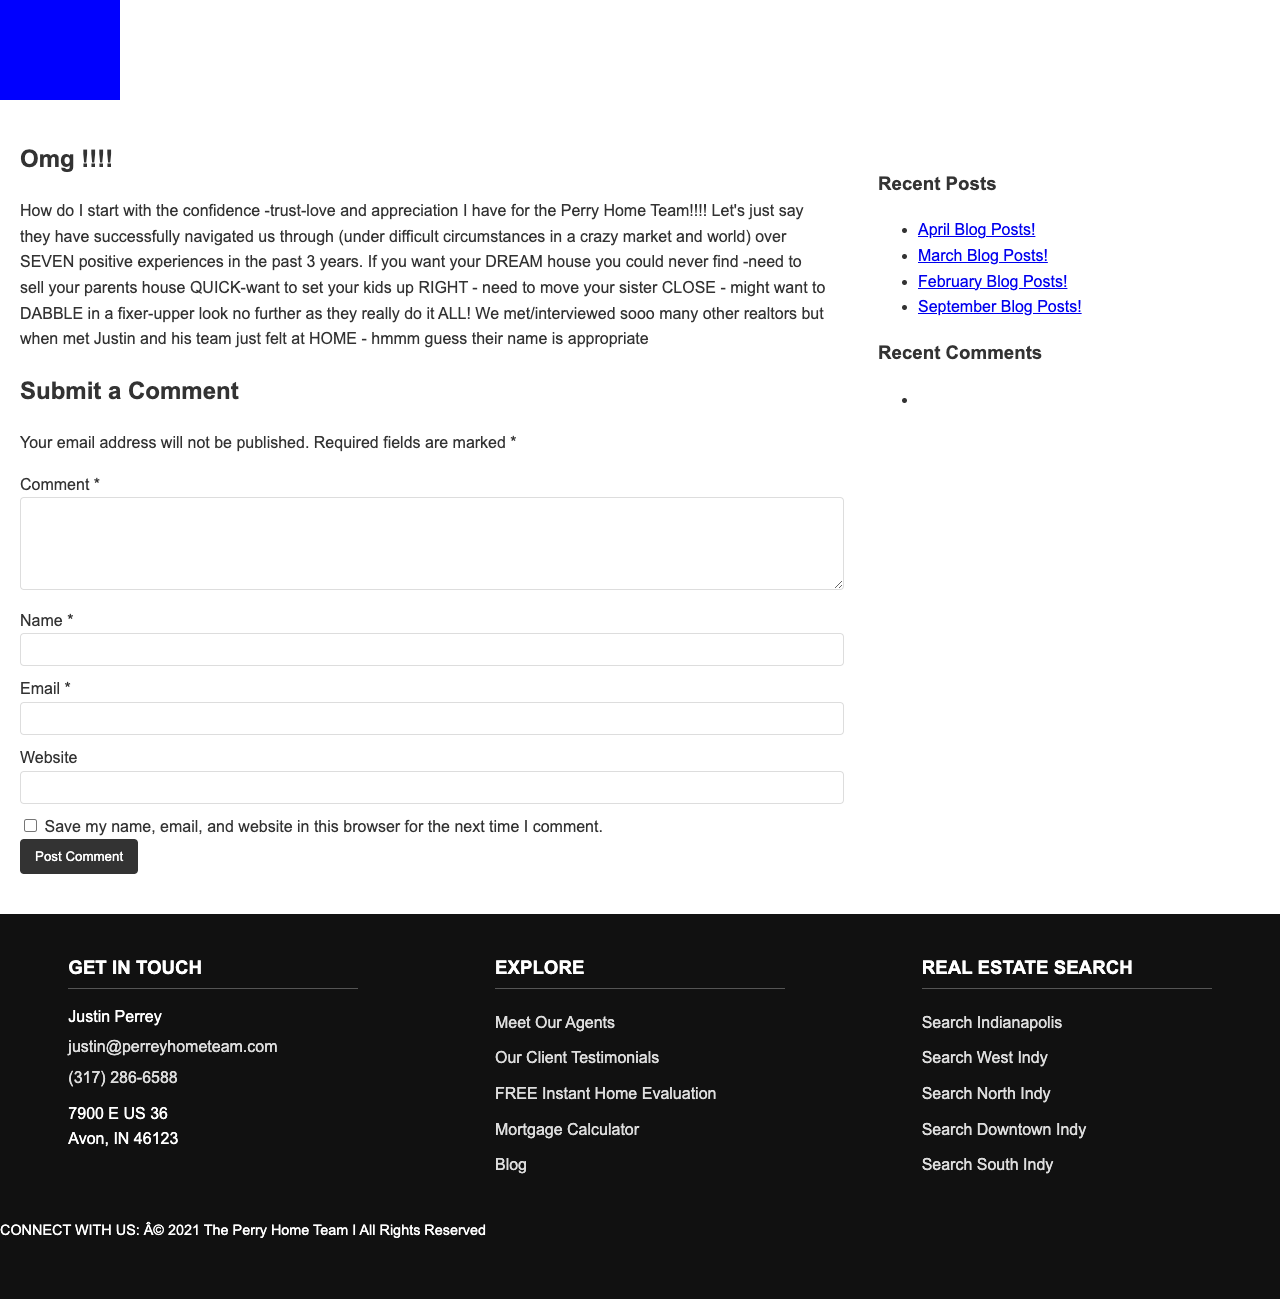 Omg !!!!
How do I start with the confidence -trust-love and appreciation I have for the Perry Home Team!!!! Let's just say
they have successfully navigated us through (under difficult circumstances in a crazy market and world) over
SEVEN positive experiences in the past 3 years. If you want your DREAM house you could never find -need to
sell your parents house QUICK-want to set your kids up RIGHT - need to move your sister CLOSE - might want to
DABBLE in a fixer-upper look no further as they really do it ALL! We met/interviewed sooo many other realtors but
when met Justin and his team just felt at HOME - hmmm guess their name is appropriate
Submit a Comment
Your email address will not be published. Required fields are marked *
Comment *
Name *
Email *
Website
Save my name, email, and website in this browser for the next time I comment.
Post Comment
Recent Posts
April Blog Posts!
March Blog Posts!
February Blog Posts!
September Blog Posts!
Recent Comments
GET IN TOUCH
Justin Perrey
justin@perreyhometeam.com
(317) 286-6588
7900 E US 36
Avon, IN 46123
EXPLORE
Meet Our Agents
Our Client Testimonials
FREE Instant Home Evaluation
Mortgage Calculator
Blog
REAL ESTATE SEARCH
Search Indianapolis
Search West Indy
Search North Indy
Search Downtown Indy
Search South Indy
CONNECT WITH US: Â© 2021 The Perry Home Team I All Rights Reserved